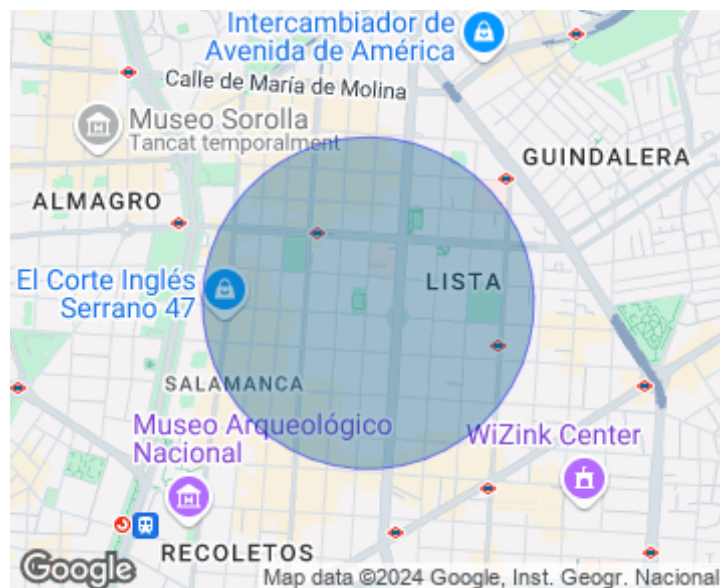 Intercambiador de
Avenida de América
Calle de María de Molina
Museo Sorolla
Tancat temporalment
GUINDALERA
ALMAGRO
El Corte Inglés
Serrano 47
LISTA
SALAMANCA
Museo Arqueológico
Nacional
WiZink Center
RECOLETOS
Google
Map data ©2024 Google, Inst. Geogr. Nacional